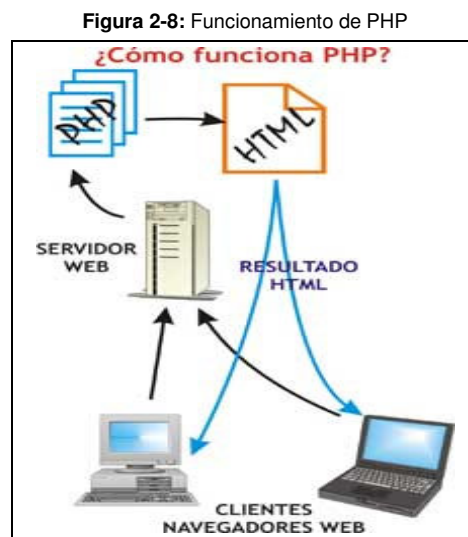 Figura 2-8: Funcionamiento de PHP
¿Cómo funciona PHP?
PHP
HTML
SERVIDOR
WEB
RESULTADO
HTML
CLIENTES
NAVEGADORES WEB